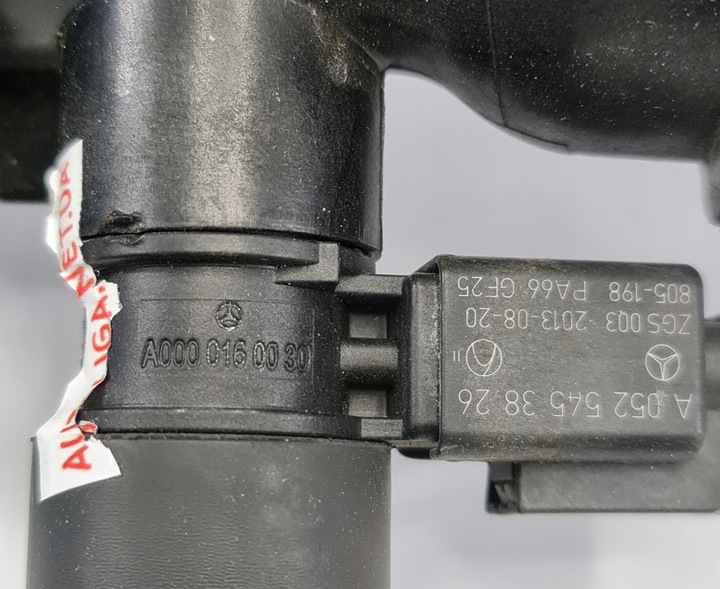 A000 016 00 30
A 052 545 38 26
ZGS 003 · 2013-08-20
805-198 PA66 GF25